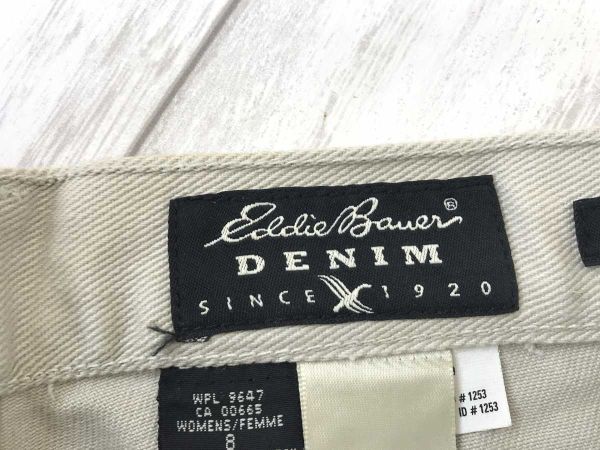 Eddie Bauer®
DENIM
SINCE 1920
WPL 9647
CA 00665
WOMENS/FEMME
8
# 1253
ID # 1253